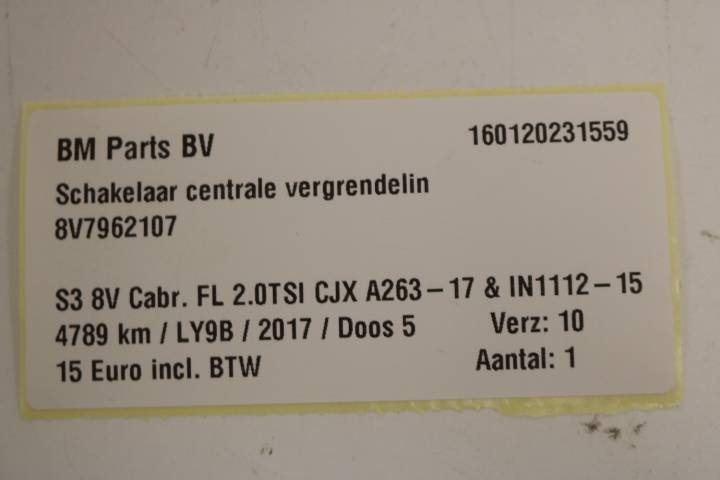 BM Parts BV 160120231559
Schakelaar centrale vergrendelin
8V7962107
S3 8V Cabr. FL 2.0TSI CJX A263-17 & IN1112-15
4789 km / LY9B / 2017 / Doos 5 Verz: 10
15 Euro incl. BTW Aantal: 1